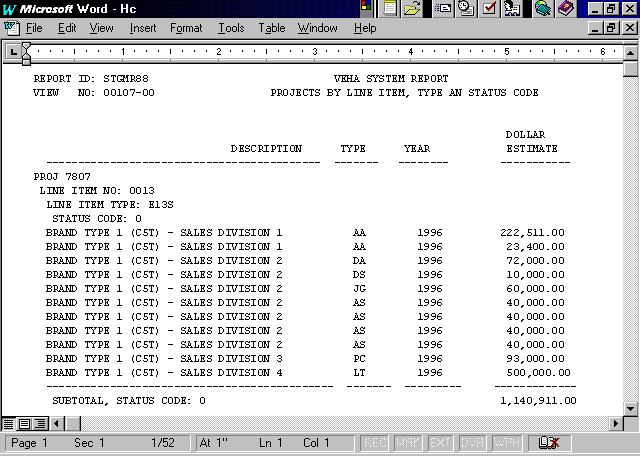 Microsoft Word - Hc
File Edit View Insert Format Tools Table Window Help
L 1 2 3 4 5 6
REPORT ID: STGMR88 VEHA SYSTEM REPORT
VIEW NO: 00107-00 PROJECTS BY LINE ITEM, TYPE AN STATUS CODE
DOLLAR
DESCRIPTION TYPE YEAR ESTIMATE
PROJ 7807
LINE ITEM NO: 0013
LINE ITEM TYPE: E13S
STATUS CODE: 0
BRAND TYPE 1 (C5T) - SALES DIVISION 1 AA 1996 222,511.00
BRAND TYPE 1 (C5T) - SALES DIVISION 1 AA 1996 23,400.00
BRAND TYPE 1 (C5T) - SALES DIVISION 2 DA 1996 72,000.00
BRAND TYPE 1 (C5T) - SALES DIVISION 2 DS 1996 10,000.00
BRAND TYPE 1 (C5T) - SALES DIVISION 2 JG 1996 60,000.00
BRAND TYPE 1 (C5T) - SALES DIVISION 2 AS 1996 40,000.00
BRAND TYPE 1 (C5T) - SALES DIVISION 2 AS 1996 40,000.00
BRAND TYPE 1 (C5T) - SALES DIVISION 2 AS 1996 40,000.00
BRAND TYPE 1 (C5T) - SALES DIVISION 2 AS 1996 40,000.00
BRAND TYPE 1 (C5T) - SALES DIVISION 3 PC 1996 93,000.00
BRAND TYPE 1 (C5T) - SALES DIVISION 4 LT 1996 500,000.00
SUBTOTAL, STATUS CODE: 0 1,140,911.00
Page 1 Sec 1 1/52 At 1" Ln 1 Col 1 REC MRK EXT OVR WPH